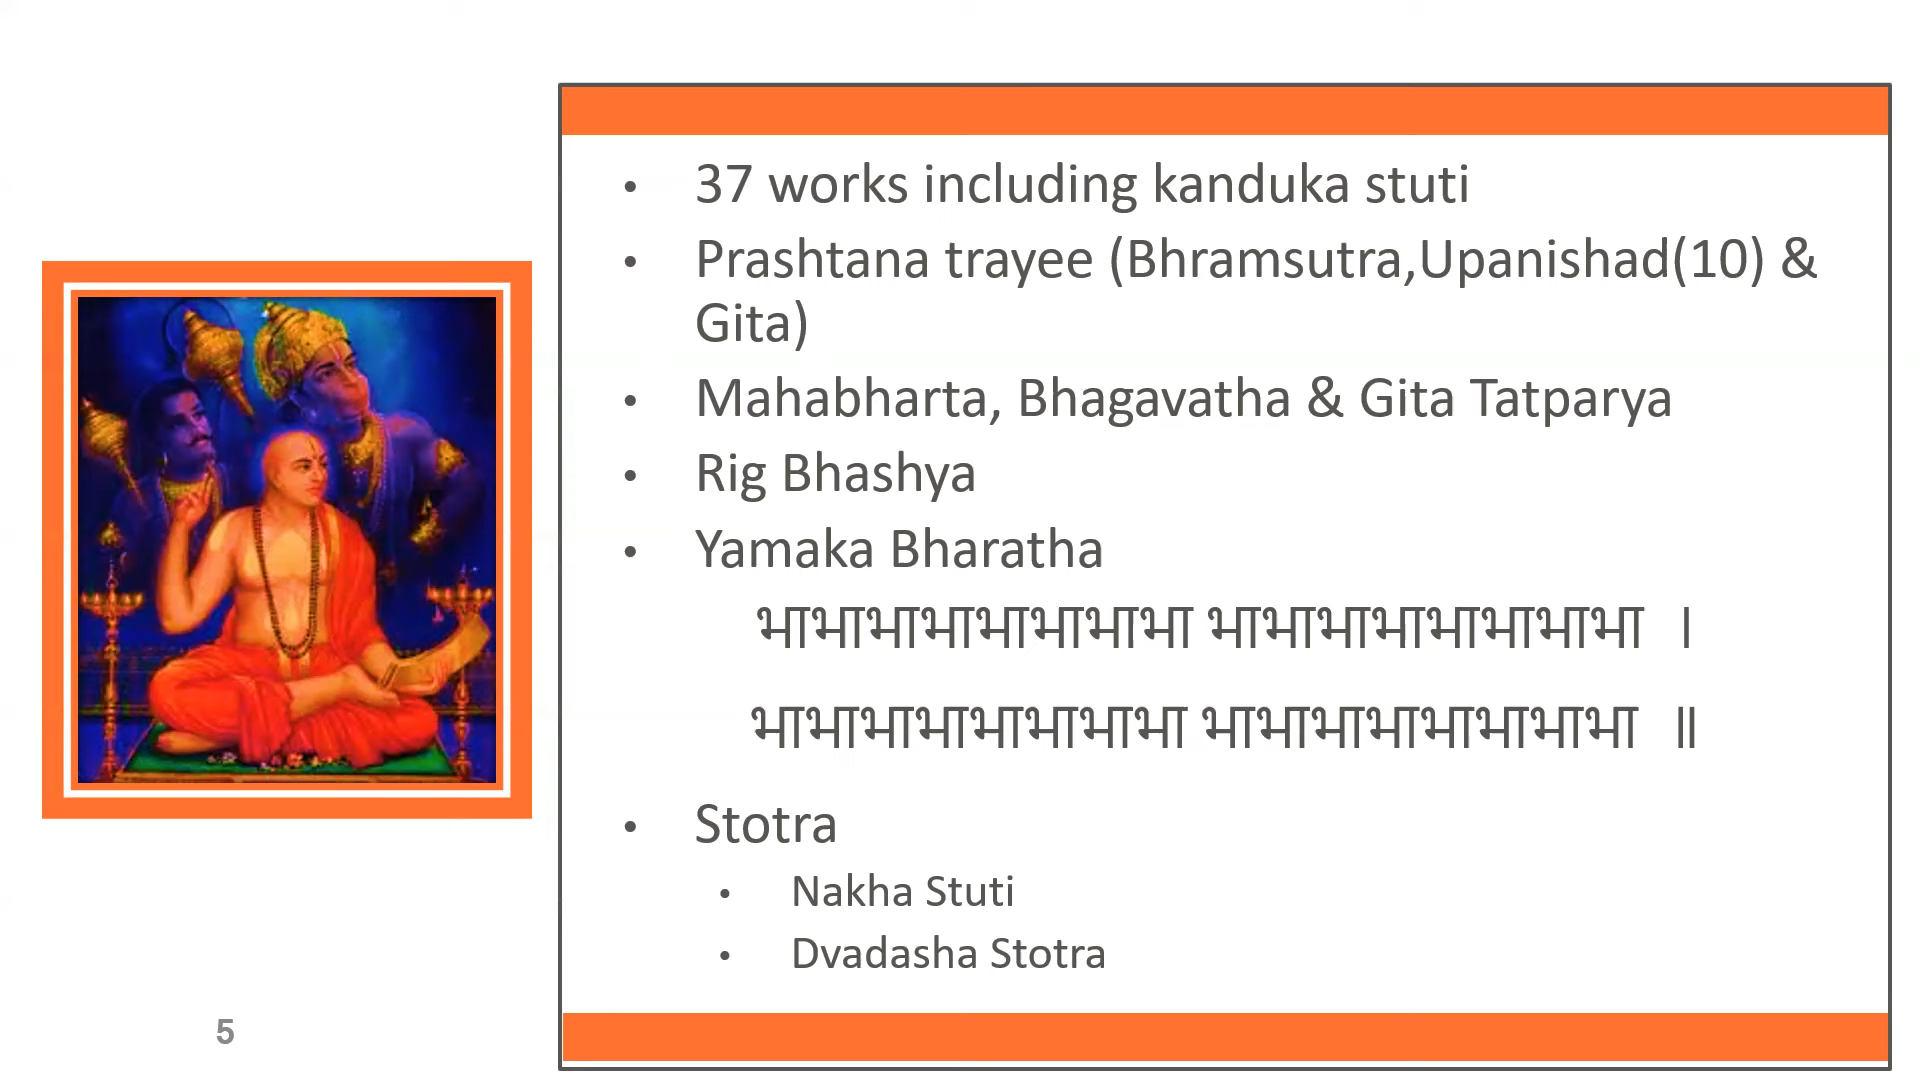 • 37 works including kanduka stuti
• Prashtana trayee (Bhramsutra,Upanishad(10) &
Gita)
• Mahabharta, Bhagavatha & Gita Tatparya
• Rig Bhashya
• Yamaka Bharatha
भाभाभाभाभाभाभाभा भाभाभाभाभाभाभाभा ।
भाभाभाभाभाभाभाभा भाभाभाभाभाभाभाभा ॥
• Stotra
• Nakha Stuti
• Dvadasha Stotra
5